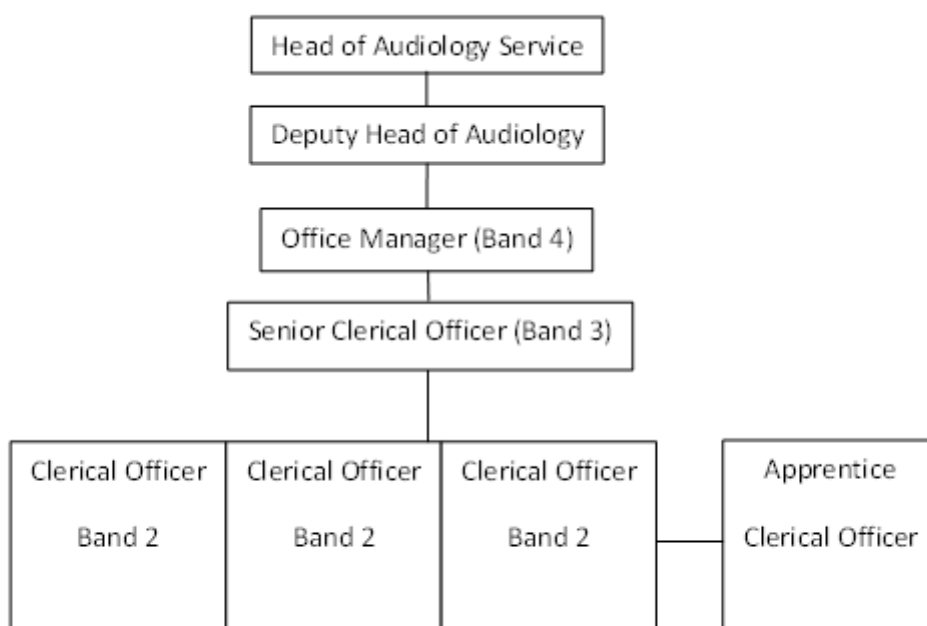 Head of Audiology Service
Deputy Head of Audiology
Office Manager (Band 4)
Senior Clerical Officer (Band 3)
Clerical Officer
Band 2
Clerical Officer
Band 2
Clerical Officer
Band 2
Apprentice
Clerical Officer